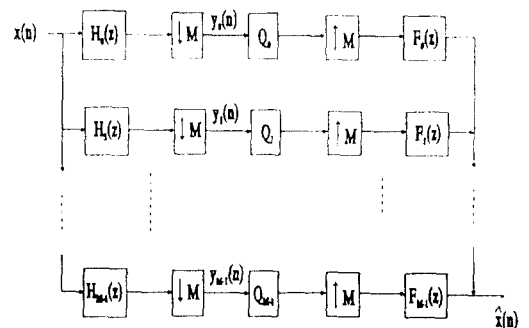 x(n) H₀(z) ↓ M y₀(n) Q₀ ↑ M F₀(z)
H₁(z) ↓ M y₁(n) Q₁ ↑ M F₁(z)
H_{M-1}(z) ↓ M y_{M-1}(n) Q_{M-1} ↑ M F_{M-1}(z)
x̂(n)